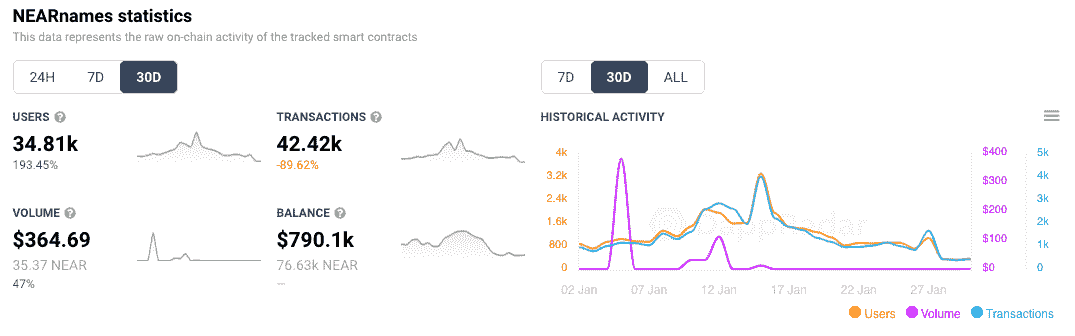 NEARnames statistics
This data represents the raw on-chain activity of the tracked smart contracts
24H 7D 30D
7D 30D ALL
USERS ?
34.81k
193.45%
TRANSACTIONS ?
42.42k
-89.62%
VOLUME ?
$364.69
35.37 NEAR
47%
BALANCE ?
$790.1k
76.63k NEAR
--
HISTORICAL ACTIVITY
4k $400 5k
3.2k $300 4k
2.4k 3k
1.6k $200 2k
800 $100 1k
0 $0 0
02 Jan 07 Jan 12 Jan 17 Jan 22 Jan 27 Jan
Users Volume Transactions